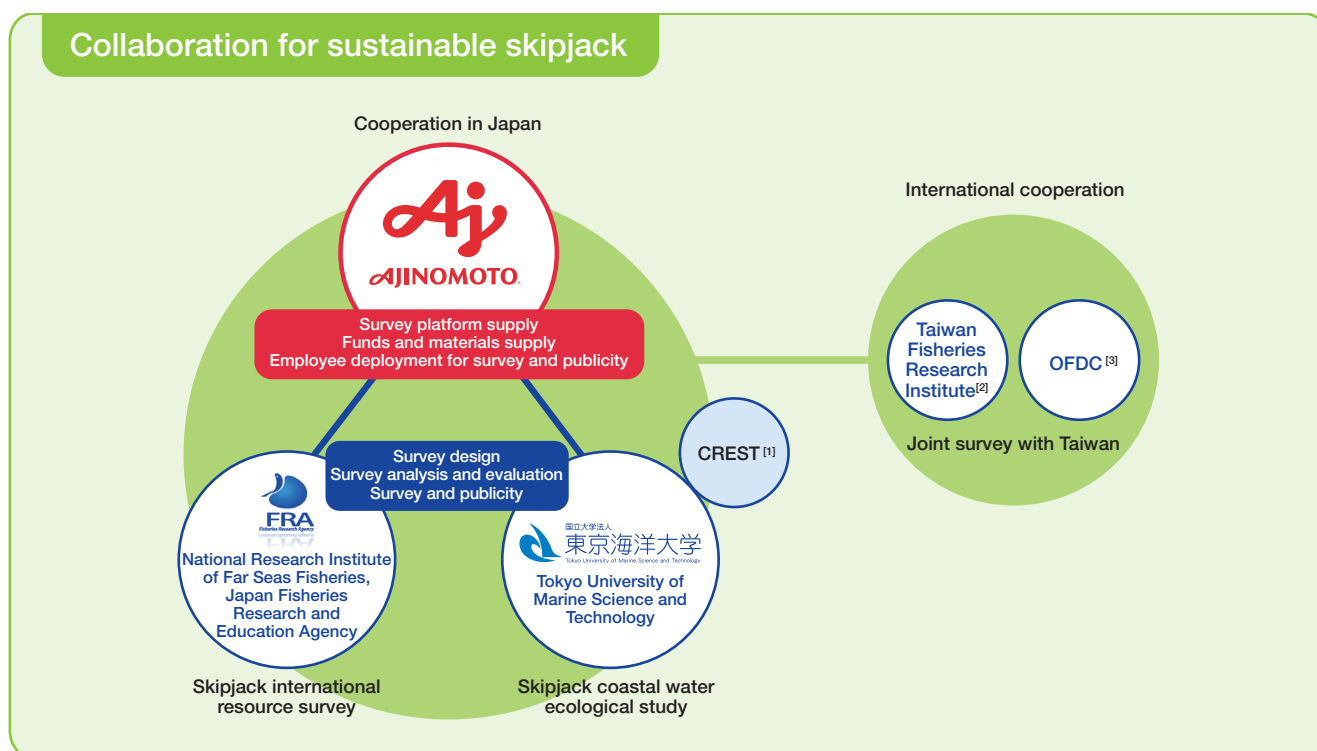 Collaboration for sustainable skipjack
Cooperation in Japan
Aj
AJINOMOTO®
Survey platform supply
Funds and materials supply
Employee deployment for survey and publicity
Survey design
Survey analysis and evaluation
Survey and publicity
FRA
Fisheries Research Agency
National Research Institute
of Far Seas Fisheries,
Japan Fisheries
Research and
Education Agency
Skipjack international
resource survey
国立大学法人
東京海洋大学
Tokyo University of Marine Science and Technology
Tokyo University of
Marine Science and
Technology
Skipjack coastal water
ecological study
CREST [1]
International cooperation
Taiwan
Fisheries
Research
Institute[2]
OFDC [3]
Joint survey with Taiwan